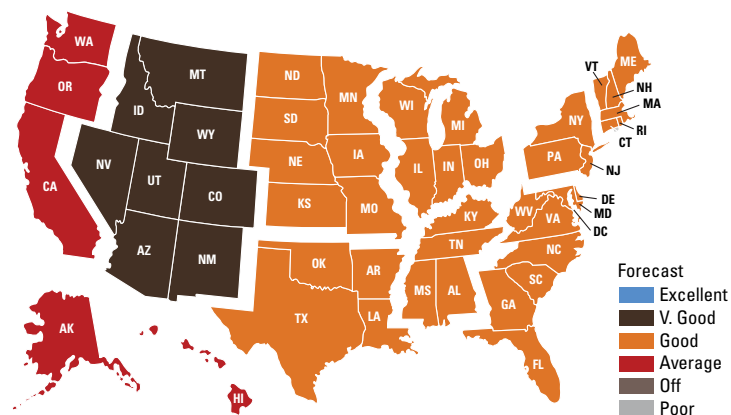 WA
OR
CA
MT
ID
WY
NV
UT
CO
AZ
NM
ND
SD
NE
KS
MN
IA
MO
WI
MI
IL
IN
OH
KY
TN
OK
TX
AR
LA
MS
AL
GA
FL
SC
NC
VA
WV
PA
NY
ME
VT
NH
MA
RI
CT
NJ
DE
MD
DC
AK
HI
Forecast
Excellent
V. Good
Good
Average
Off
Poor